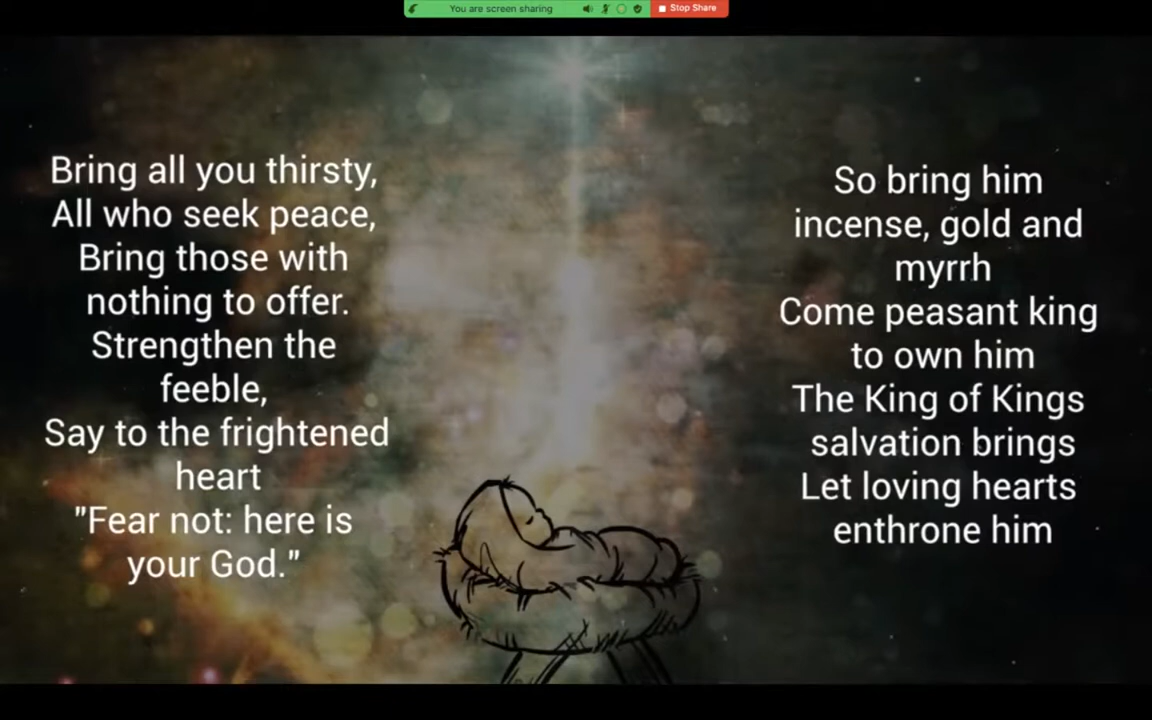 You are screen sharing
Stop Share
Bring all you thirsty,
All who seek peace,
Bring those with
nothing to offer.
Strengthen the
feeble,
Say to the frightened
heart
"Fear not: here is
your God."
So bring him
incense, gold and
myrrh
Come peasant king
to own him
The King of Kings
salvation brings
Let loving hearts
enthrone him